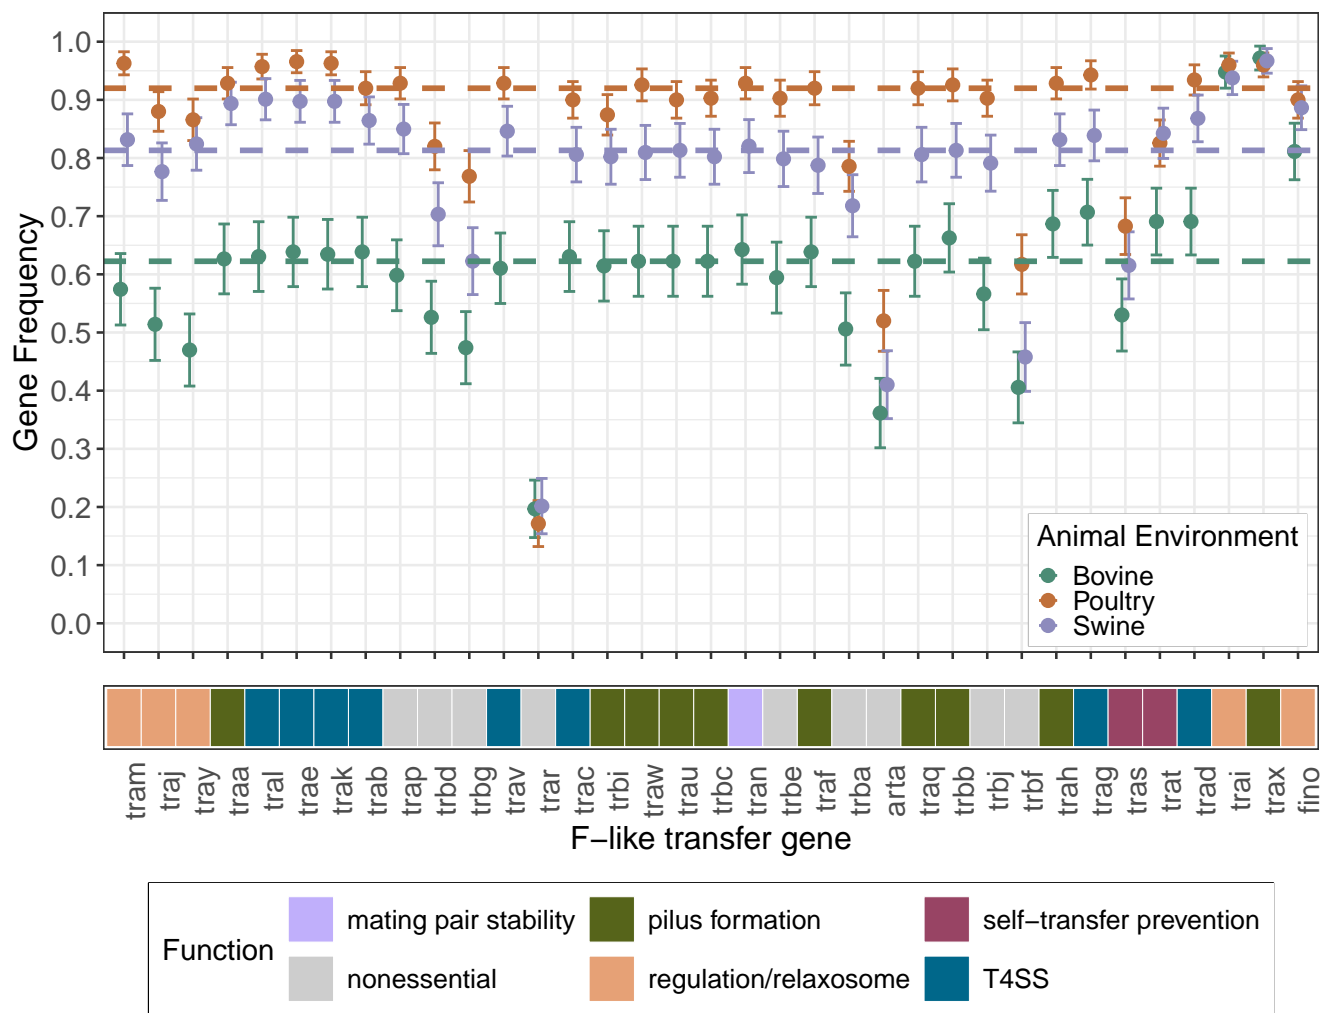 1.0
0.9
0.8
0.7
0.6
0.5
0.4
0.3
0.2
0.1
0.0
Gene Frequency
Animal Environment
Bovine
Poultry
Swine
tram
traj
tray
traa
tral
trae
trak
trab
trap
trbd
trbg
trav
trar
trac
trbi
traw
trau
trbc
tran
trbe
traf
trba
arta
traq
trbb
trbj
trbf
trah
trag
tras
trat
trad
trai
trax
fino
F−like transfer gene
Function
mating pair stability
pilus formation
self−transfer prevention
nonessential
regulation/relaxosome
T4SS